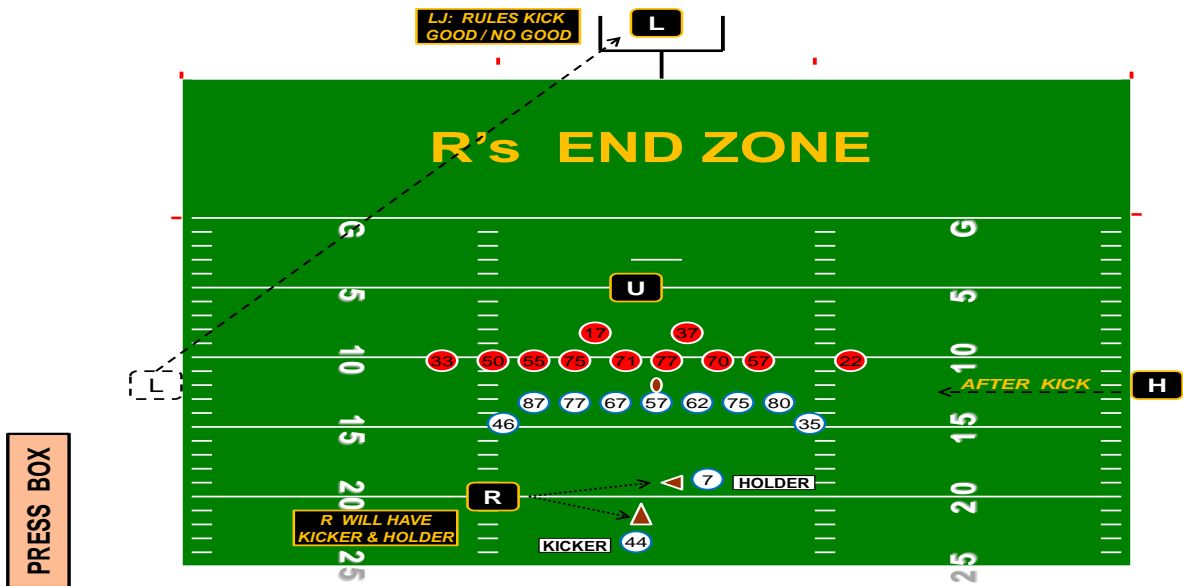 LJ: RULES KICK
GOOD / NO GOOD
L
R's END ZONE
G
G
5
U
5
17
37
10
33
50
55
75
71
77
70
57
22
10
L
AFTER KICK
H
87
77
67
57
62
75
80
46
35
15
15
PRESS BOX
20
R
7
HOLDER
20
R WILL HAVE
KICKER & HOLDER
KICKER
44
25
25